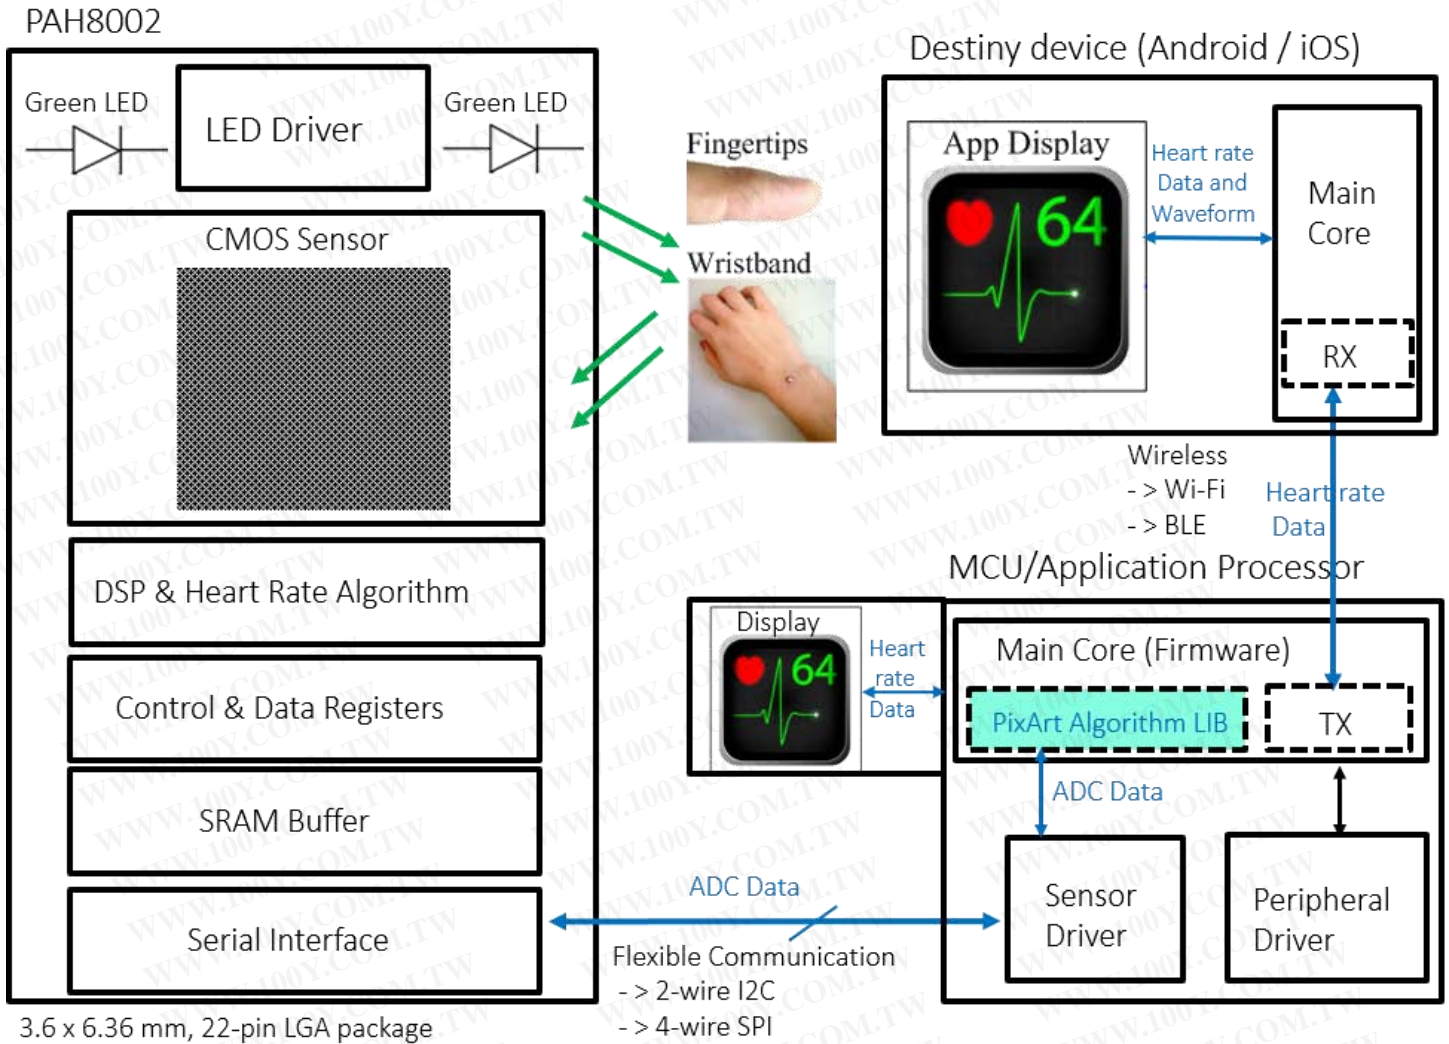 PAH8002
Green LED
LED Driver
Green LED
CMOS Sensor
DSP & Heart Rate Algorithm
Control & Data Registers
SRAM Buffer
Serial Interface
3.6 x 6.36 mm, 22-pin LGA package
Fingertips
Wristband
Destiny device (Android / iOS)
App Display
64
Heart rate
Data and
Waveform
Main
Core
RX
Wireless
- > Wi-Fi
- > BLE
Heart rate
Data
MCU/Application Processor
Display
64
Heart
rate
Data
Main Core (Firmware)
PixArt Algorithm LIB
TX
ADC Data
Sensor
Driver
Peripheral
Driver
ADC Data
Flexible Communication
- > 2-wire I2C
- > 4-wire SPI
WWW.100Y.COM.TW